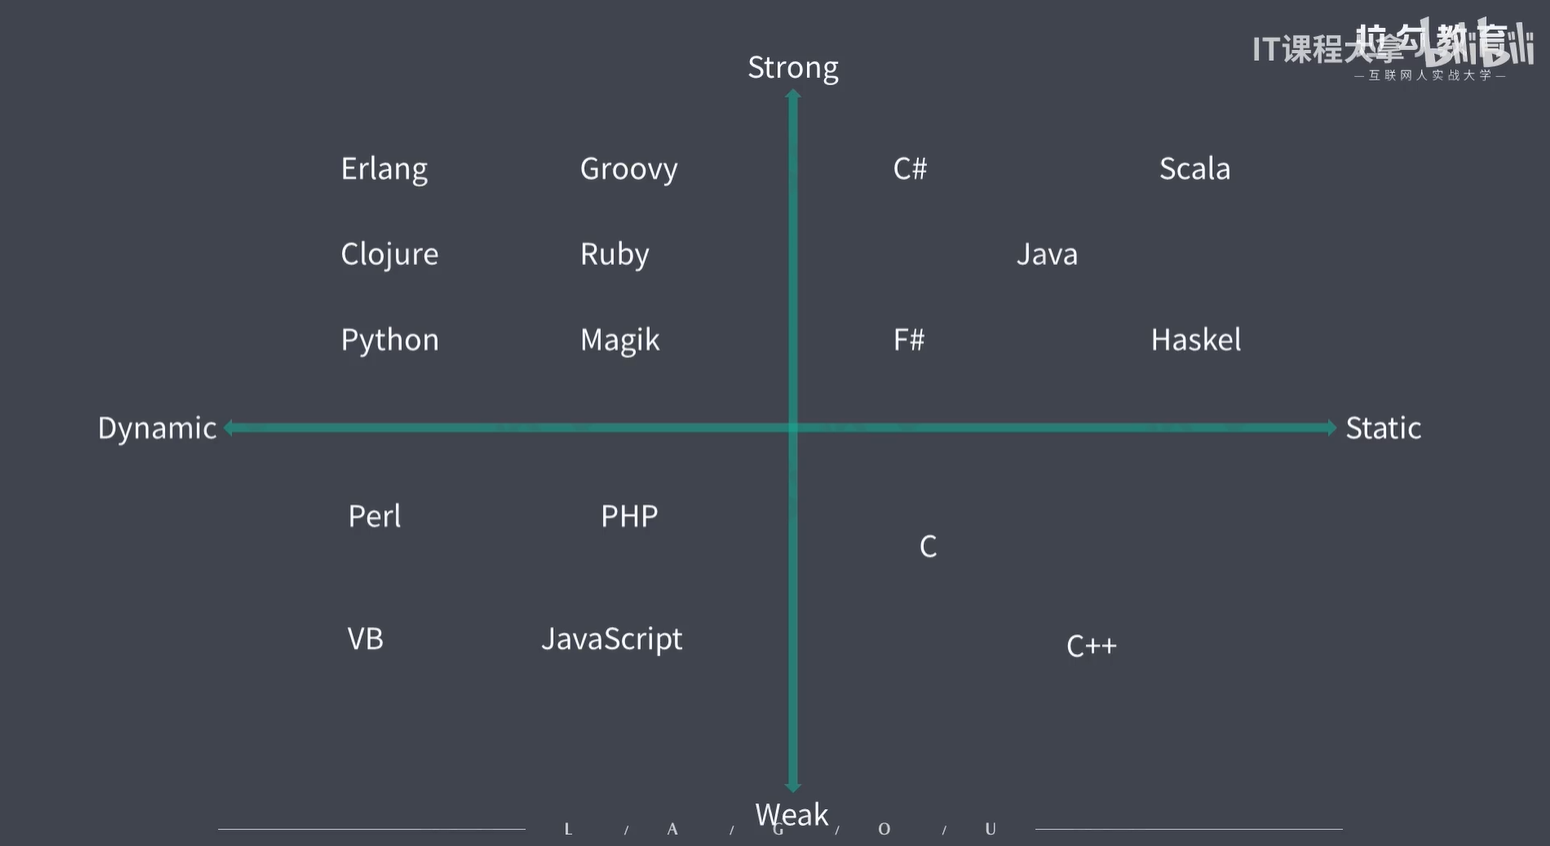 IT课程大拿
拉勾教育
bilibili
—互联网人实战大学—
Strong
Erlang Groovy C# Scala
Clojure Ruby Java
Python Magik F# Haskel
Dynamic Static
Perl PHP
C
VB JavaScript
C++
Weak
L / A / G / O / U